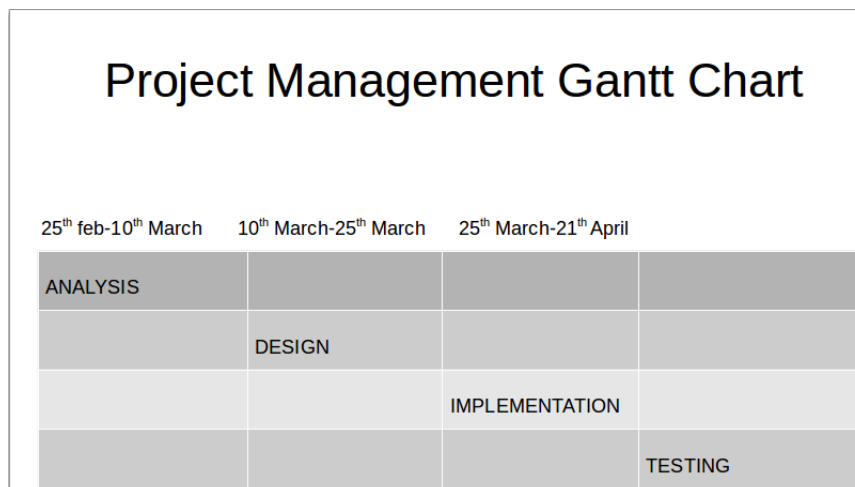 Project Management Gantt Chart
25th feb-10th March 10th March-25th March 25th March-21th April
ANALYSIS
DESIGN
IMPLEMENTATION
TESTING